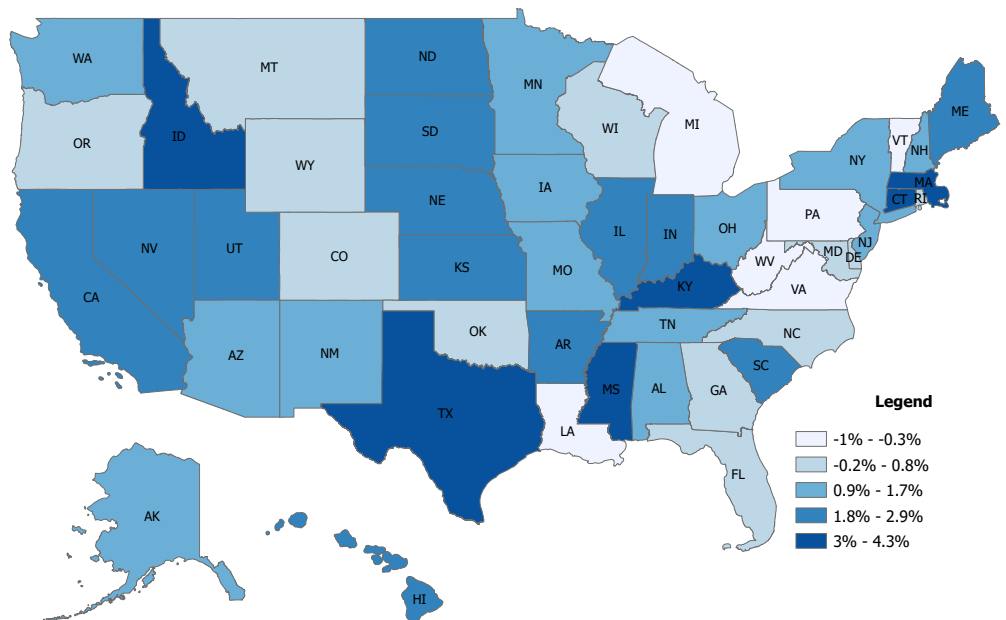 WA
MT
ND
MN
ME
SD
WI
MI
VT
NH
OR
ID
WY
NY
MA
CT
RI
NE
IA
PA
NV
UT
CO
KS
IL
IN
OH
NJ
MD
DE
WV
VA
MO
KY
CA
OK
TN
NC
AZ
NM
AR
SC
MS
AL
GA
TX
LA
FL
AK
HI
Legend
-1% - -0.3%
-0.2% - 0.8%
0.9% - 1.7%
1.8% - 2.9%
3% - 4.3%